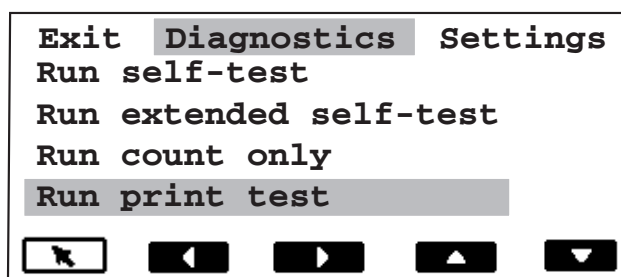 Exit Diagnostics Settings
Run self-test
Run extended self-test
Run count only
Run print test